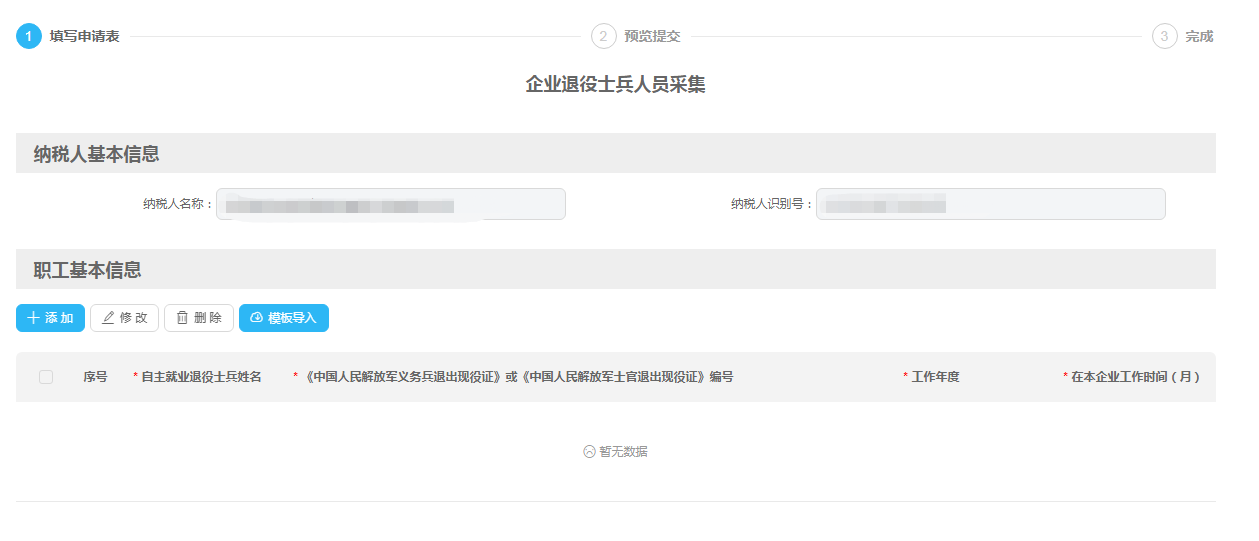 1 填写申请表 2 预览提交 3 完成
企业退役士兵人员采集
纳税人基本信息
纳税人名称： 纳税人识别号：
职工基本信息
添加 修改 删除 模板导入
序号 * 自主就业退役士兵姓名 * 《中国人民解放军义务兵退出现役证》或《中国人民解放军士官退出现役证》编号 * 工作年度 * 在本企业工作时间（月）
暂无数据